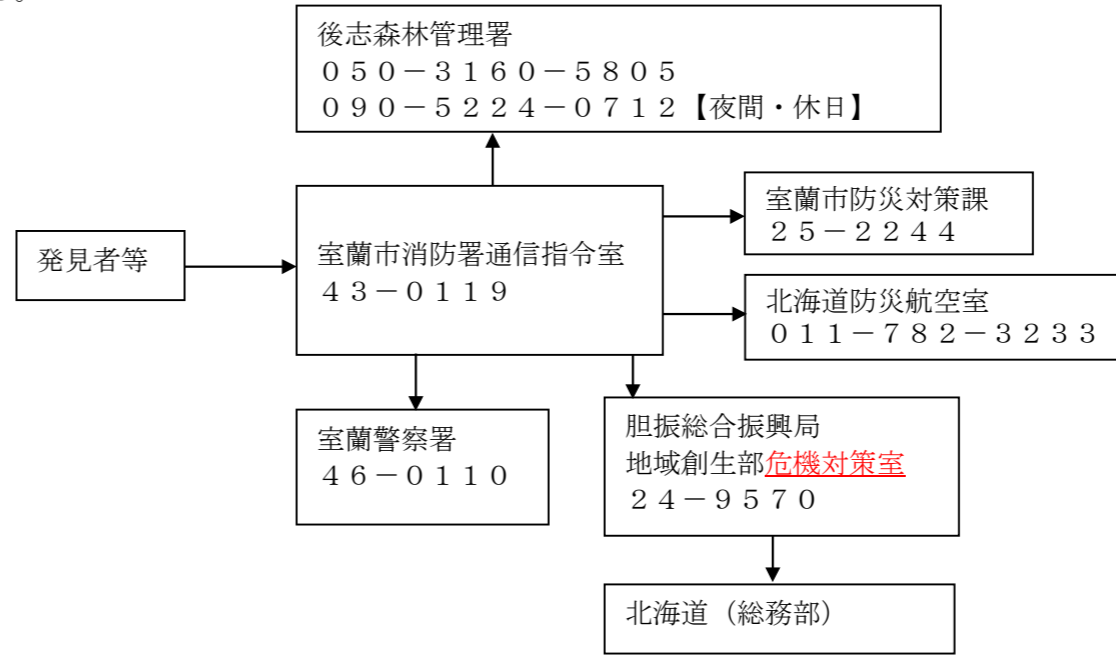 後志森林管理署
０５０－３１６０－５８０５
０９０－５２２４－０７１２【夜間・休日】
室蘭市防災対策課
２５－２２４４
発見者等
室蘭市消防署通信指令室
４３－０１１９
北海道防災航空室
０１１－７８２－３２３３
室蘭警察署
４６－０１１０
胆振総合振興局
地域創生部危機対策室
２４－９５７０
北海道（総務部）